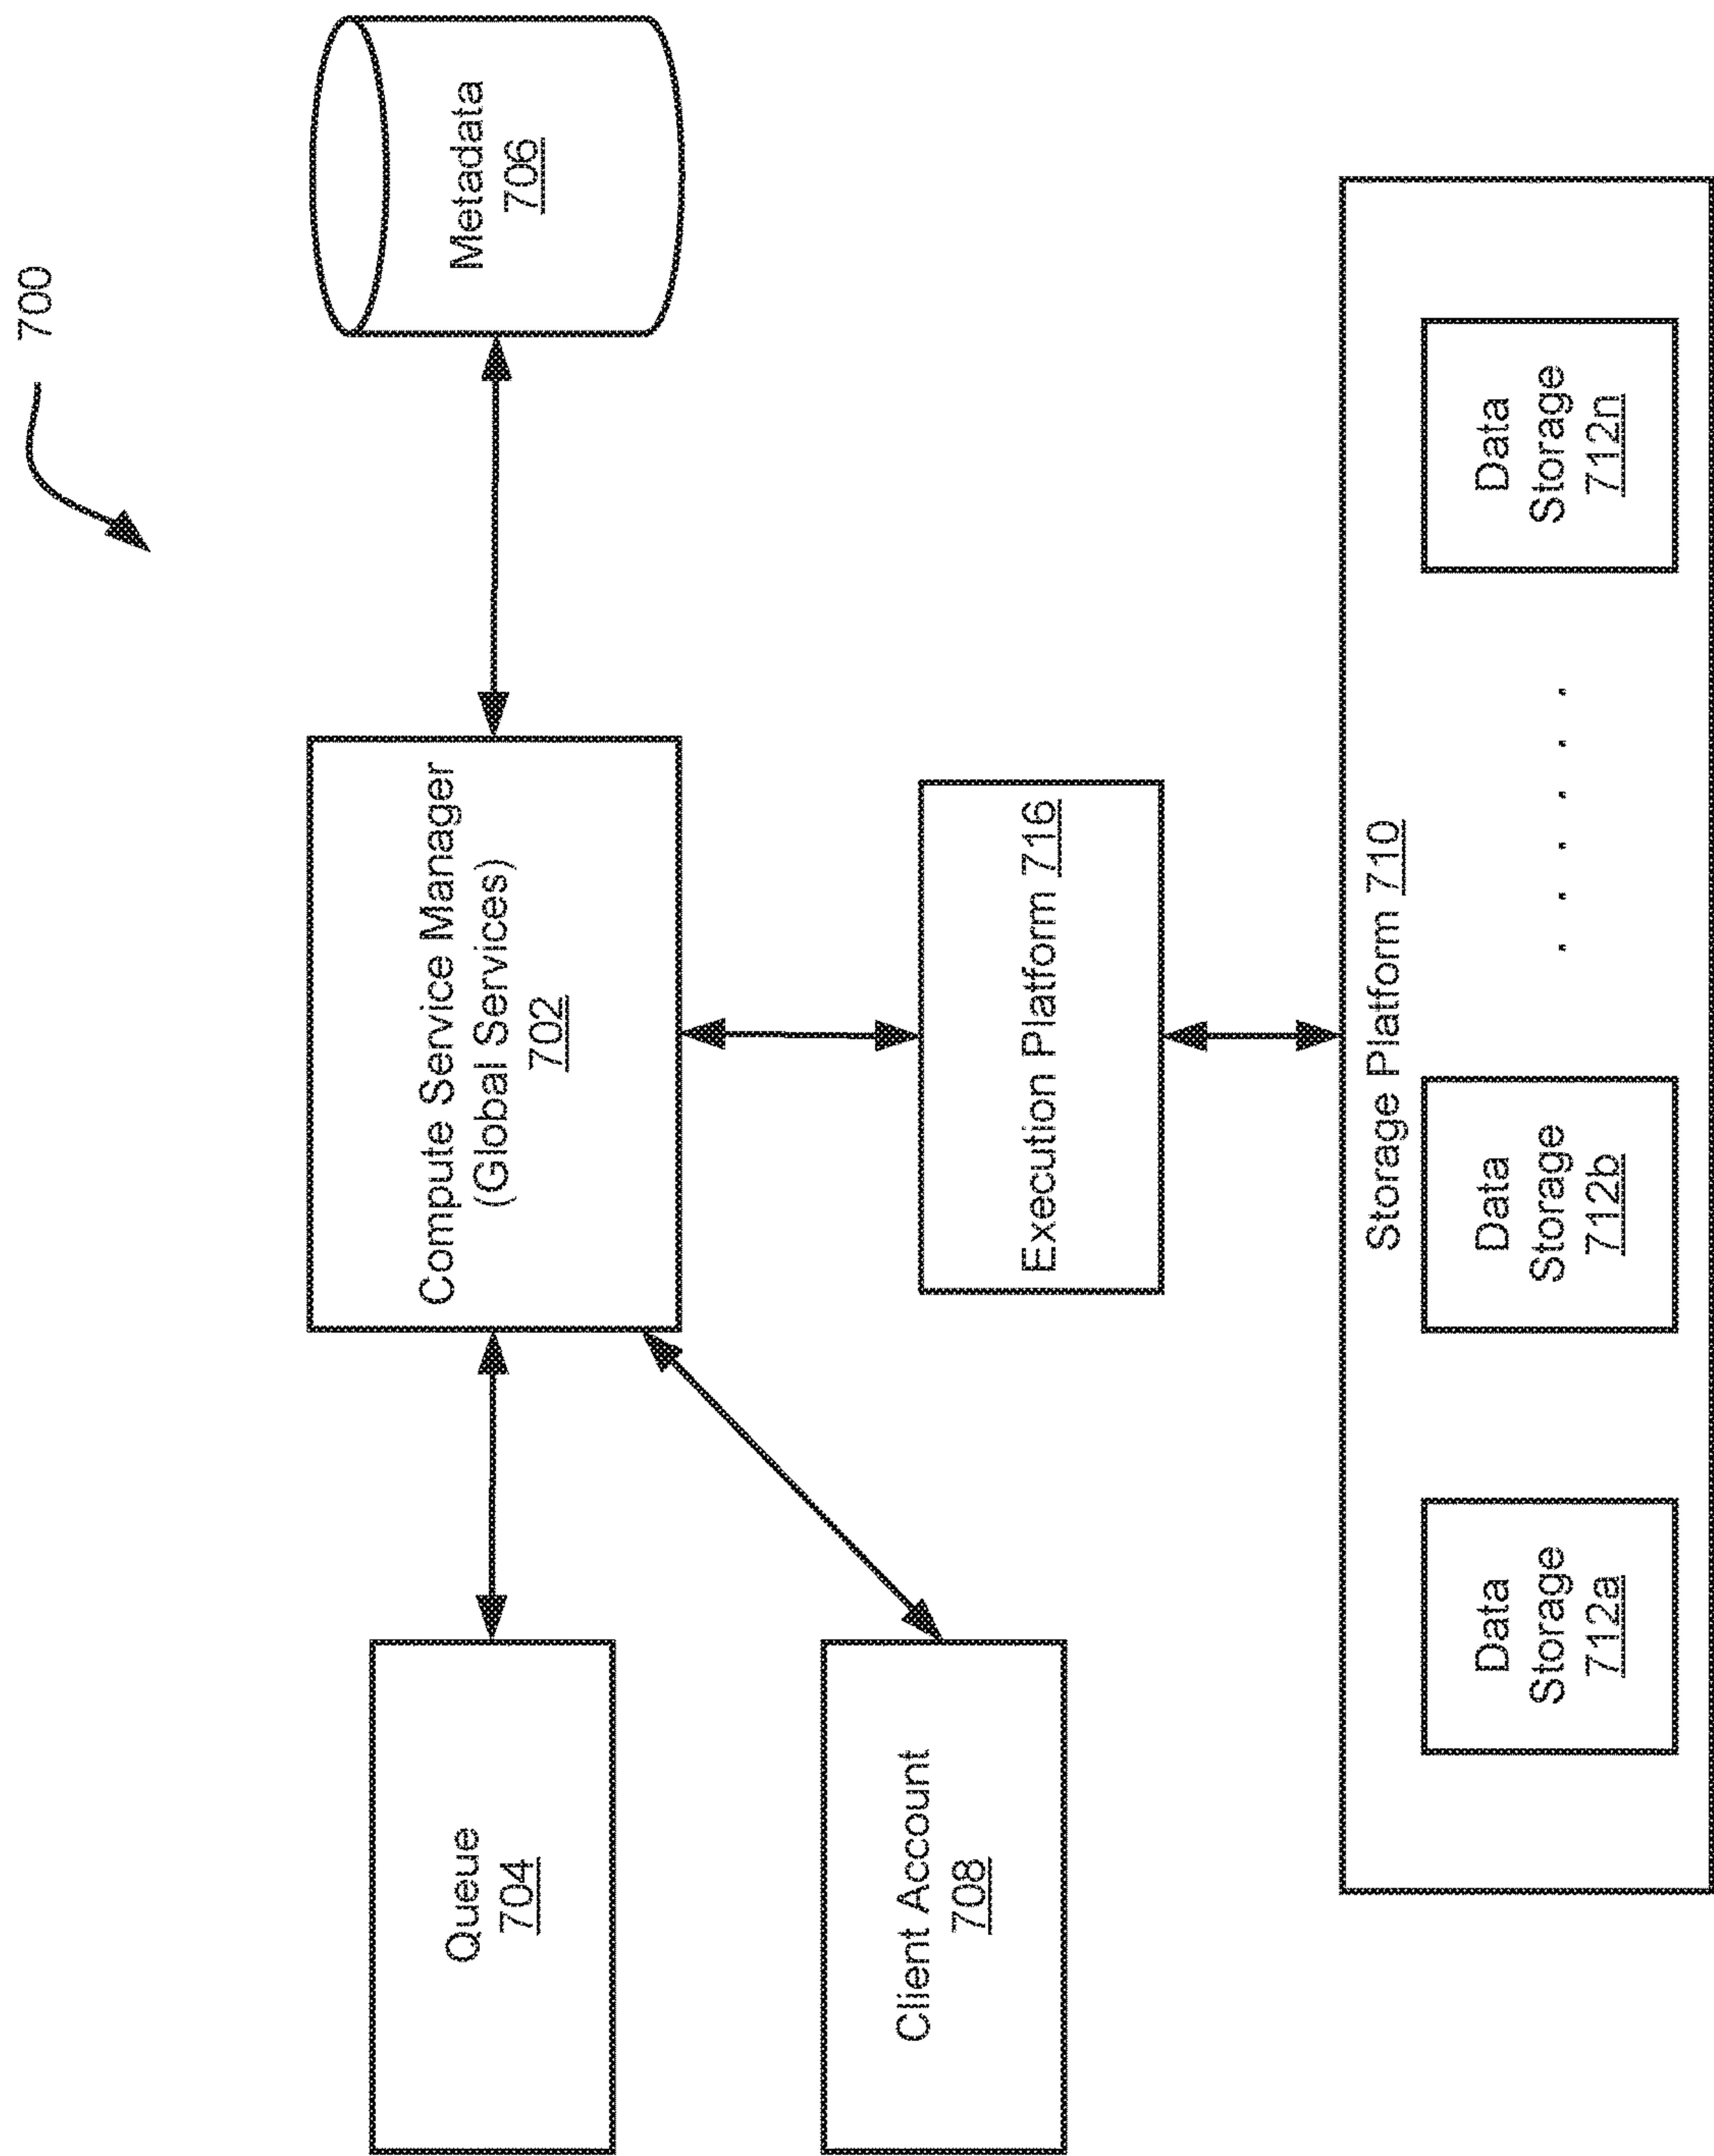 700
Queue
704
Compute Service Manager
(Global Services)
702
Metadata
706
Client Account
708
Execution Platform 716
Storage Platform 710
Data
Storage
712a
Data
Storage
712b
Data
Storage
712n